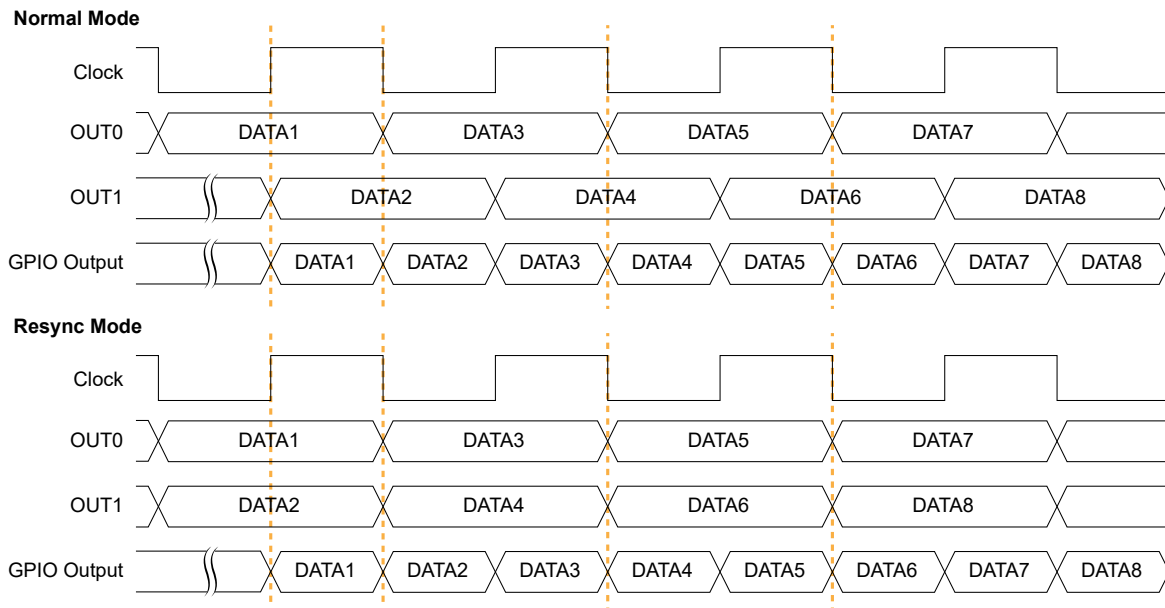 Normal Mode
Clock
OUT0 DATA1 DATA3 DATA5 DATA7
OUT1 DATA2 DATA4 DATA6 DATA8
GPIO Output DATA1 DATA2 DATA3 DATA4 DATA5 DATA6 DATA7 DATA8
Resync Mode
Clock
OUT0 DATA1 DATA3 DATA5 DATA7
OUT1 DATA2 DATA4 DATA6 DATA8
GPIO Output DATA1 DATA2 DATA3 DATA4 DATA5 DATA6 DATA7 DATA8